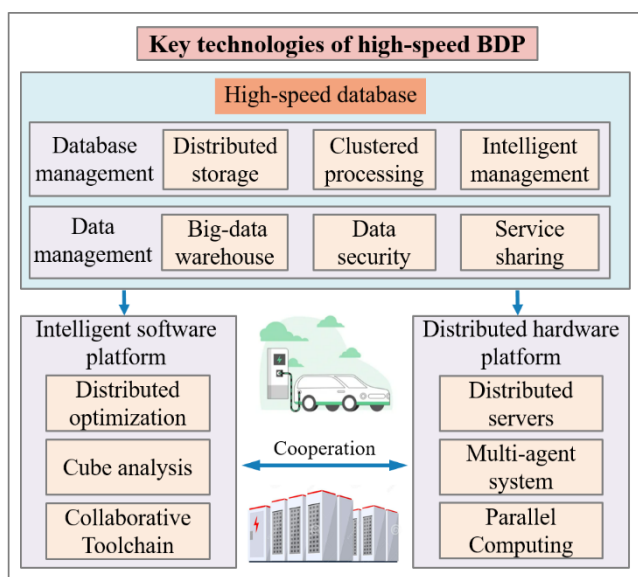 Key technologies of high-speed BDP
High-speed database
Database
management
Distributed
storage
Clustered
processing
Intelligent
management
Data
management
Big-data
warehouse
Data
security
Service
sharing
Intelligent software
platform
Distributed
optimization
Cube analysis
Collaborative
Toolchain
Cooperation
Distributed hardware
platform
Distributed
servers
Multi-agent
system
Parallel
Computing